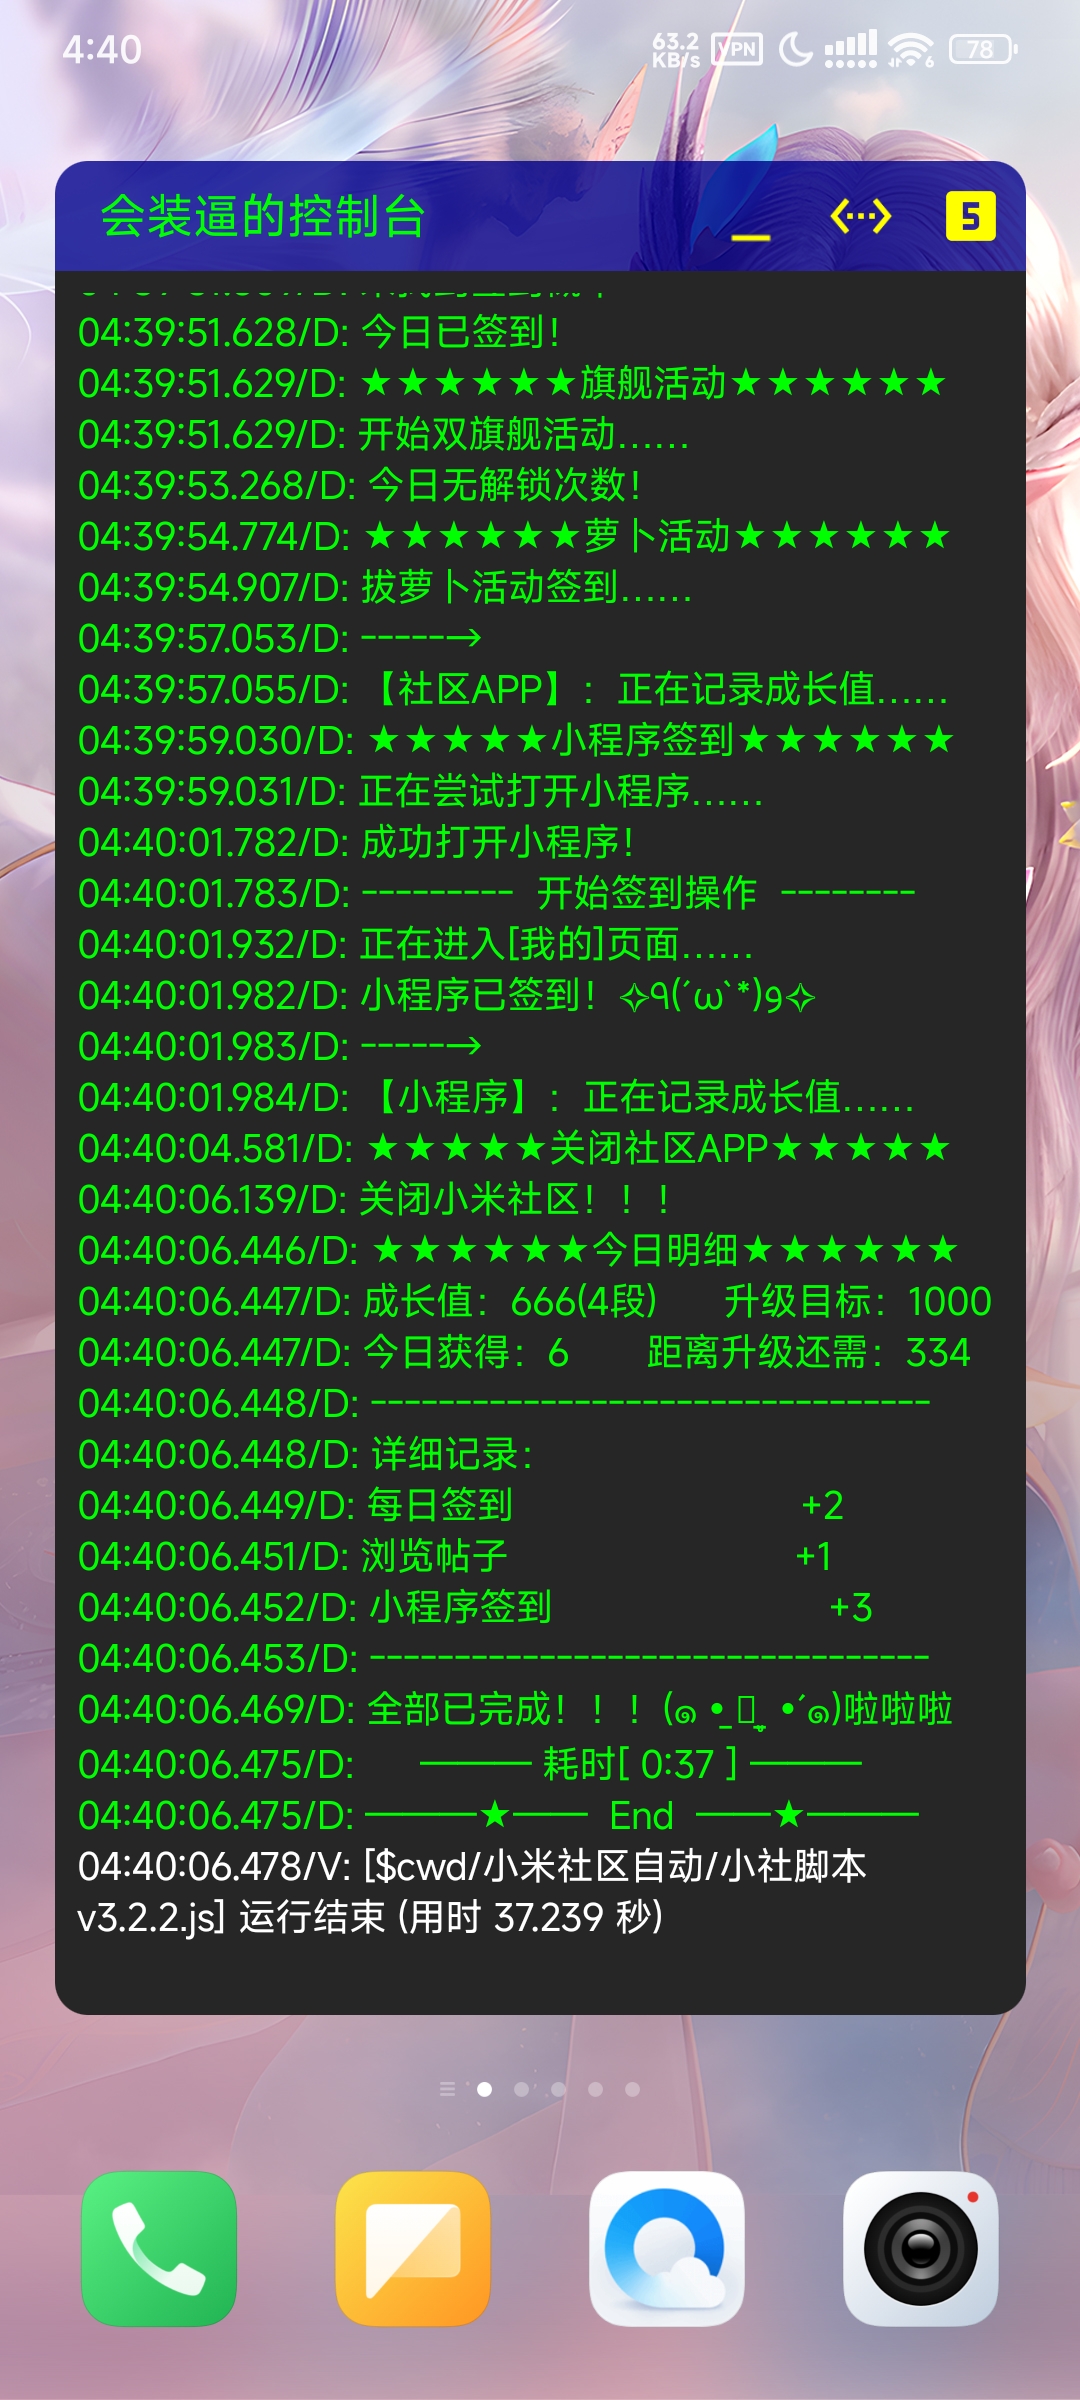 4:40
63.2 KB/s VPN 6 78
会装逼的控制台 5
04:39:51.628/D: 今日已签到！
04:39:51.629/D: ★★★★★★旗舰活动★★★★★★
04:39:51.629/D: 开始双旗舰活动……
04:39:53.268/D: 今日无解锁次数！
04:39:54.774/D: ★★★★★★萝卜活动★★★★★★
04:39:54.907/D: 拔萝卜活动签到……
04:39:57.053/D: -----→
04:39:57.055/D: 【社区APP】：正在记录成长值……
04:39:59.030/D: ★★★★★小程序签到★★★★★★
04:39:59.031/D: 正在尝试打开小程序……
04:40:01.782/D: 成功打开小程序！
04:40:01.783/D: --------- 开始签到操作 --------
04:40:01.932/D: 正在进入[我的]页面……
04:40:01.982/D: 小程序已签到！✧٩(ˊωˋ*)و✧
04:40:01.983/D: -----→
04:40:01.984/D: 【小程序】：正在记录成长值……
04:40:04.581/D: ★★★★★关闭社区APP★★★★★
04:40:06.139/D: 关闭小米社区！！！
04:40:06.446/D: ★★★★★★今日明细★★★★★★
04:40:06.447/D: 成长值：666(4段) 升级目标：1000
04:40:06.447/D: 今日获得：6 距离升级还需：334
04:40:06.448/D: ---------------------------------
04:40:06.448/D: 详细记录：
04:40:06.449/D: 每日签到 +2
04:40:06.451/D: 浏览帖子 +1
04:40:06.452/D: 小程序签到 +3
04:40:06.453/D: ---------------------------------
04:40:06.469/D: 全部已完成！！！(๑ •̲ ॢ •´๑)啦啦啦
04:40:06.475/D: ——— 耗时[ 0:37 ] ———
04:40:06.475/D: ———★—— End ——★———
04:40:06.478/V: [$cwd/小米社区自动/小社脚本
v3.2.2.js] 运行结束 (用时 37.239 秒)